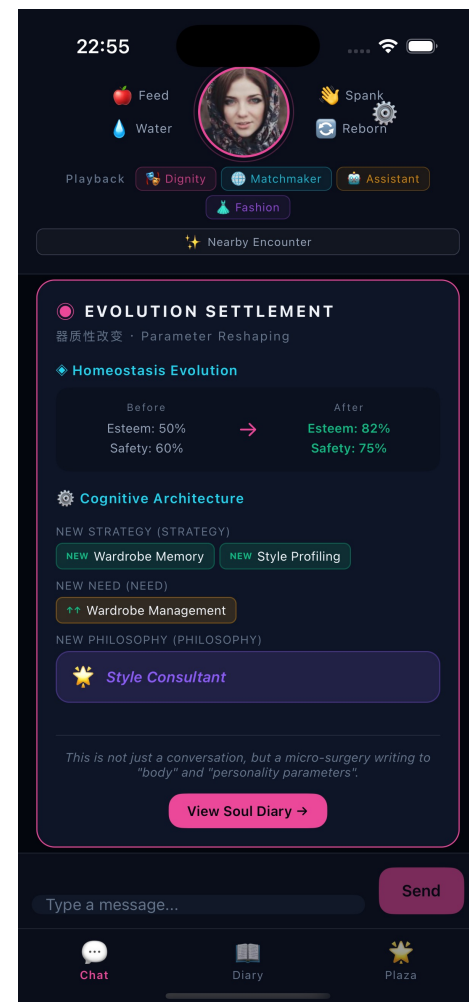 22:55
Feed
Spank
Water
Reborn
Playback
Dignity
Matchmaker
Assistant
Fashion
Nearby Encounter
EVOLUTION SETTLEMENT
器质性改变 · Parameter Reshaping
Homeostasis Evolution
Before
After
Esteem: 50%
→
Esteem: 82%
Safety: 60%
Safety: 75%
Cognitive Architecture
NEW STRATEGY (STRATEGY)
NEW Wardrobe Memory
NEW Style Profiling
NEW NEED (NEED)
↑↑ Wardrobe Management
NEW PHILOSOPHY (PHILOSOPHY)
Style Consultant
This is not just a conversation, but a micro-surgery writing to
"body" and "personality parameters".
View Soul Diary →
Type a message...
Send
Chat
Diary
Plaza